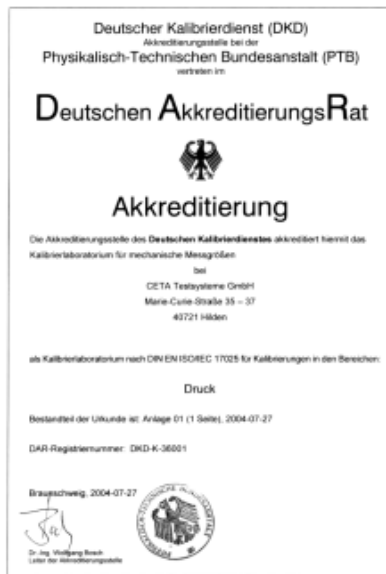 Deutscher Kalibrierdienst (DKD)
Akkreditierungsstelle bei der
Physikalisch-Technischen Bundesanstalt (PTB)
vertreten im
Deutschen AkkreditierungsRat
Akkreditierung
Die Akkreditierungsstelle des Deutschen Kalibrierdienstes akkreditiert hiermit das
Kalibrierlaboratorium für mechanische Messgrößen
bei
CETA Testsysteme GmbH
Marie-Curie-Straße 35 – 37
40721 Hilden
als Kalibrierlaboratorium nach DIN EN ISO/IEC 17025 für Kalibrierungen in den Bereichen:
Druck
Bestandteil der Urkunde ist: Anlage 01 (1 Seite), 2004-07-27
DAR-Registriernummer: DKD-K-36001
Braunschweig, 2004-07-27
Dr.-Ing. Wolfgang Bosch
Leiter der Akkreditierungsstelle
PHYSIKALISCH-TECHNISCHE BUNDESANSTALT